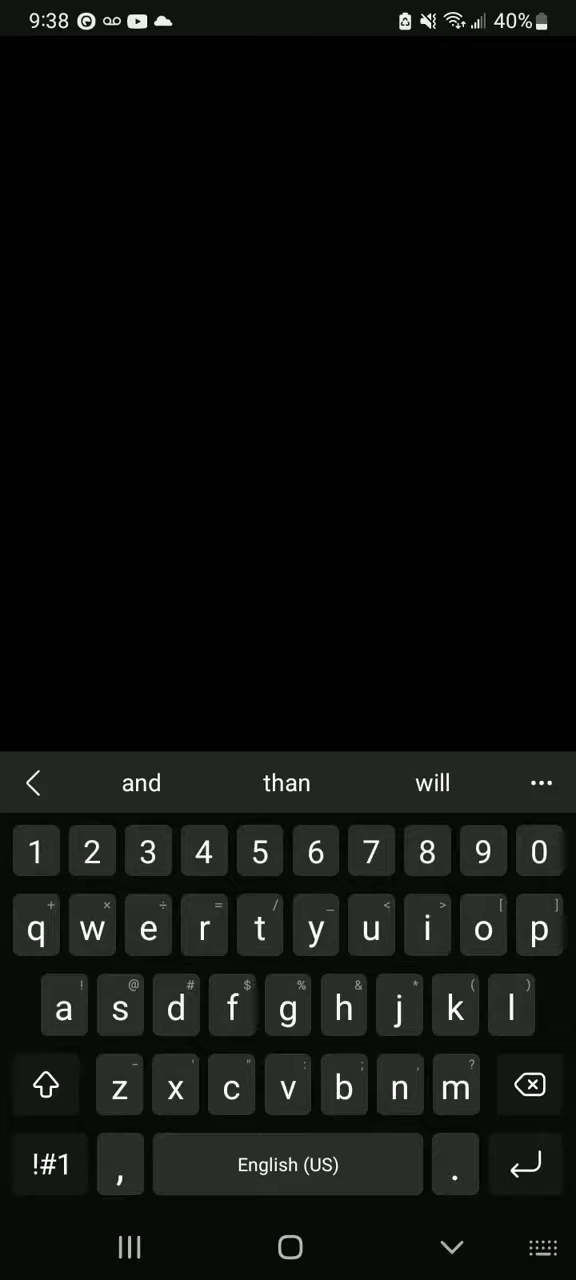 9:38 40%
and than will
1 2 3 4 5 6 7 8 9 0
+ × ÷ = / _ < > [ ]
q w e r t y u i o p
! @ # $ % & * ( )
a s d f g h j k l
- ' " : ; , ?
z x c v b n m
!#1 , English (US) .